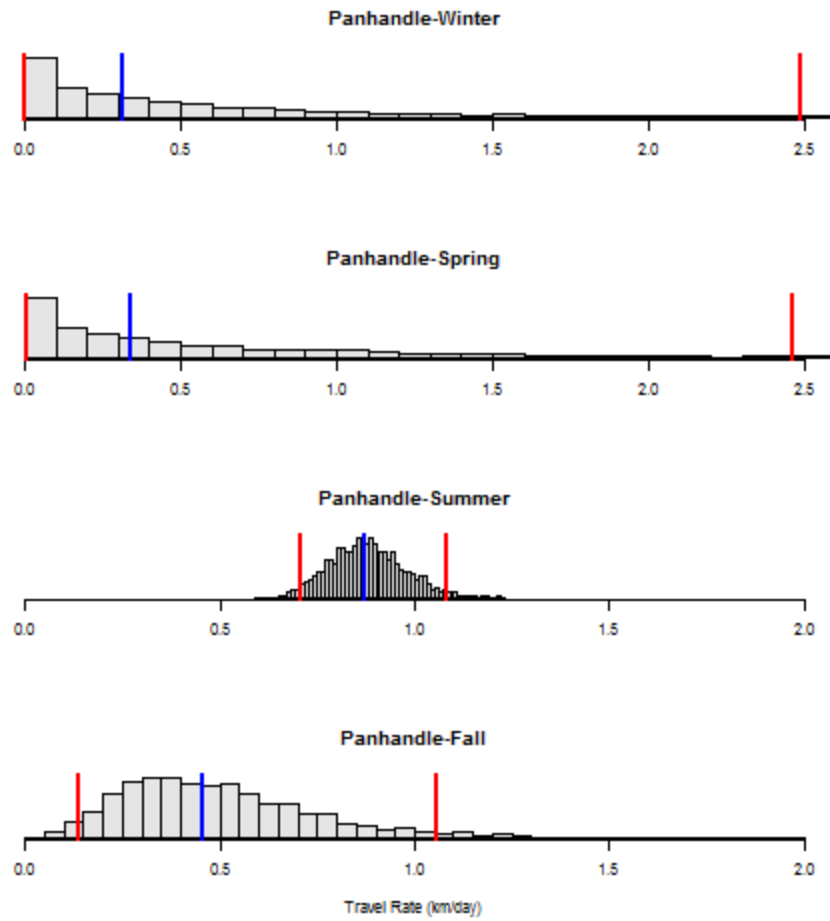 Panhandle-Winter
0.0 0.5 1.0 1.5 2.0 2.5
Panhandle-Spring
0.0 0.5 1.0 1.5 2.0 2.5
Panhandle-Summer
0.0 0.5 1.0 1.5 2.0
Panhandle-Fall
0.0 0.5 1.0 1.5 2.0
Travel Rate (km/day)